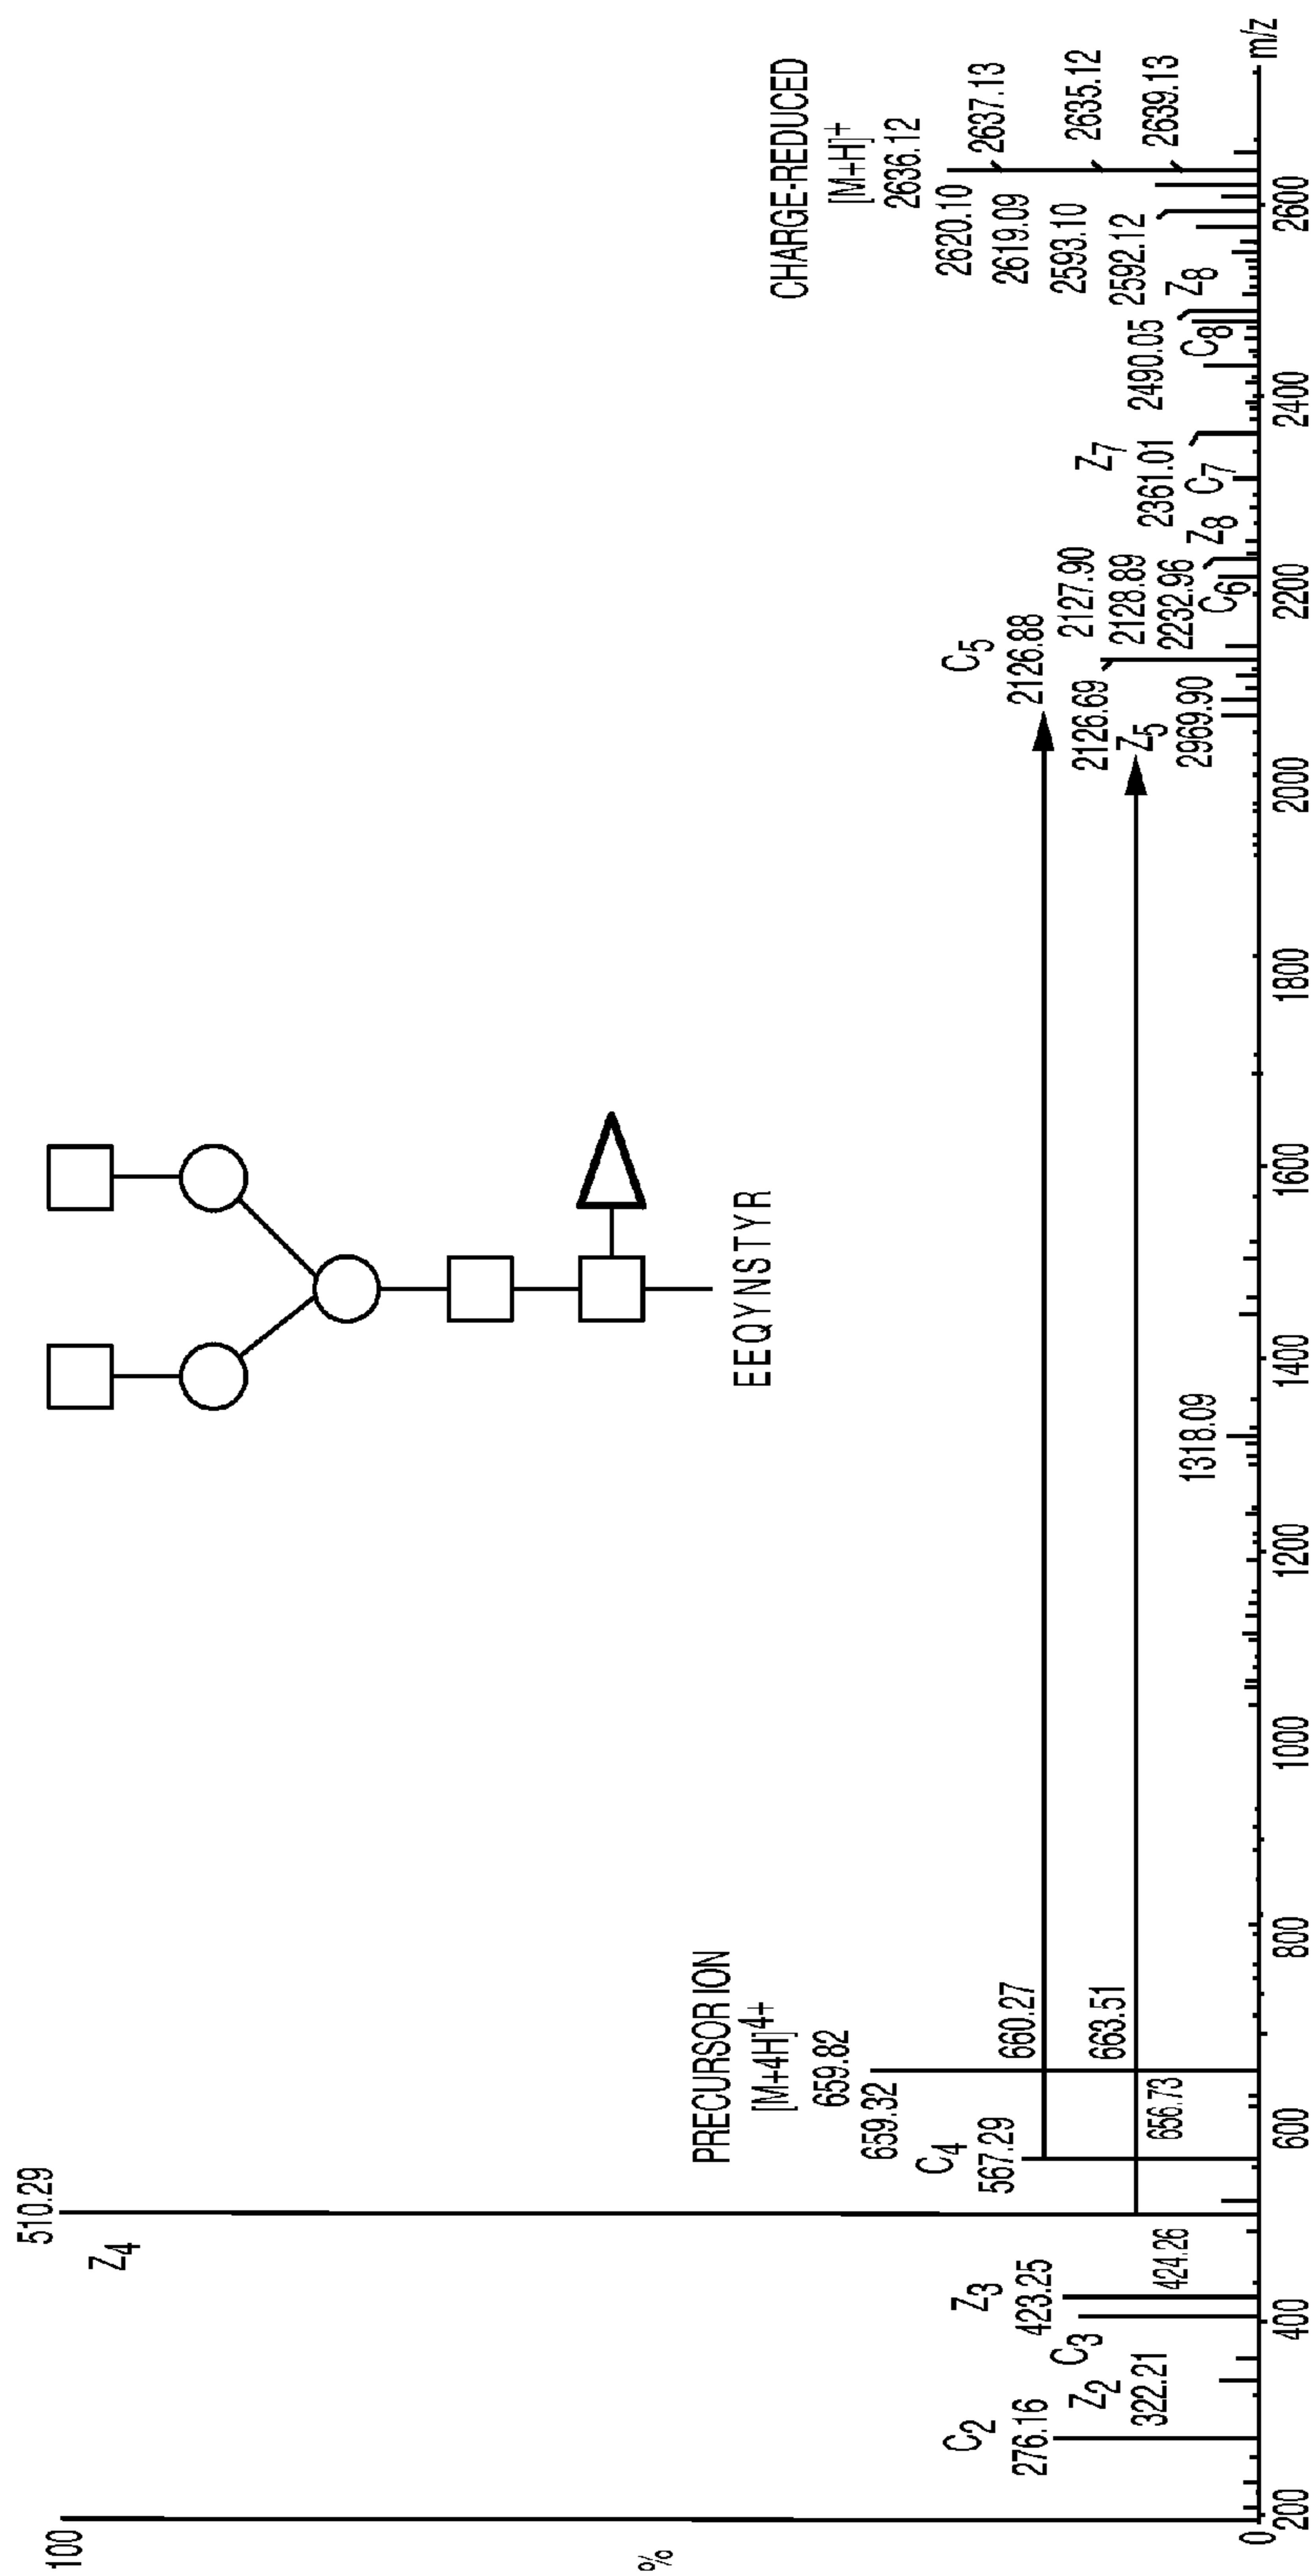 100
%
0
510.29
Z4
C2
276.16
Z2
322.21
C3
Z3
423.25
424.26
C4
567.29
PRECURSOR ION
[M+4H]4+
659.82
659.32
660.27
663.51
656.73
EEQYNSTYR
1318.09
C5
2126.88
2126.69
2127.90
Z5
2128.89
2969.90
2232.96
C6
Z8
Z7
2361.01
C7
2490.05
C8
Z8
CHARGE-REDUCED
[M+H]+
2636.12
2620.10
2637.13
2619.09
2593.10
2635.12
2592.12
2639.13
200
400
600
800
1000
1200
1400
1600
1800
2000
2200
2400
2600
m/z